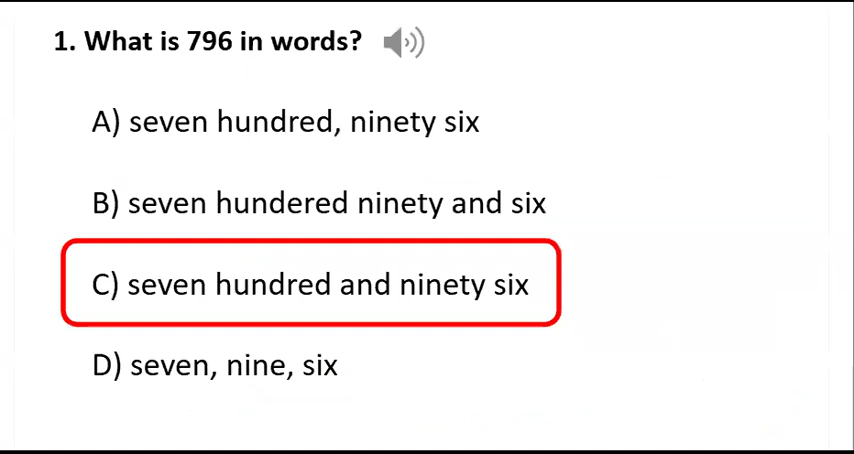 1. What is 796 in words?
A) seven hundred, ninety six
B) seven hundered ninety and six
C) seven hundred and ninety six
D) seven, nine, six